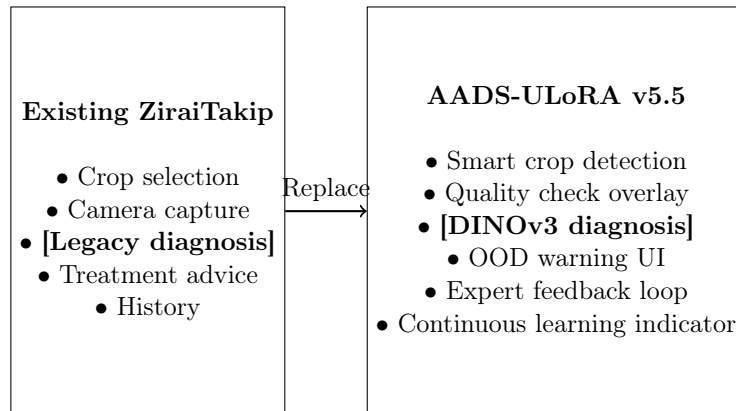 Existing ZiraiTakip
• Crop selection
• Camera capture
• [Legacy diagnosis]
• Treatment advice
• History
Replace
AADS-ULoRA v5.5
• Smart crop detection
• Quality check overlay
• [DINOv3 diagnosis]
• OOD warning UI
• Expert feedback loop
• Continuous learning indicator